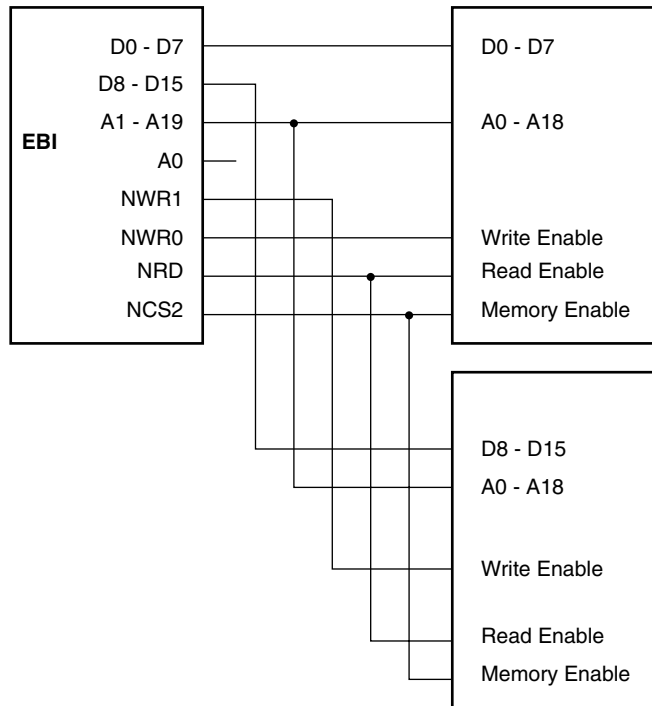 D0 - D7
D8 - D15
A1 - A19
EBI
A0
NWR1
NWR0
NRD
NCS2
D0 - D7
A0 - A18
Write Enable
Read Enable
Memory Enable
D8 - D15
A0 - A18
Write Enable
Read Enable
Memory Enable